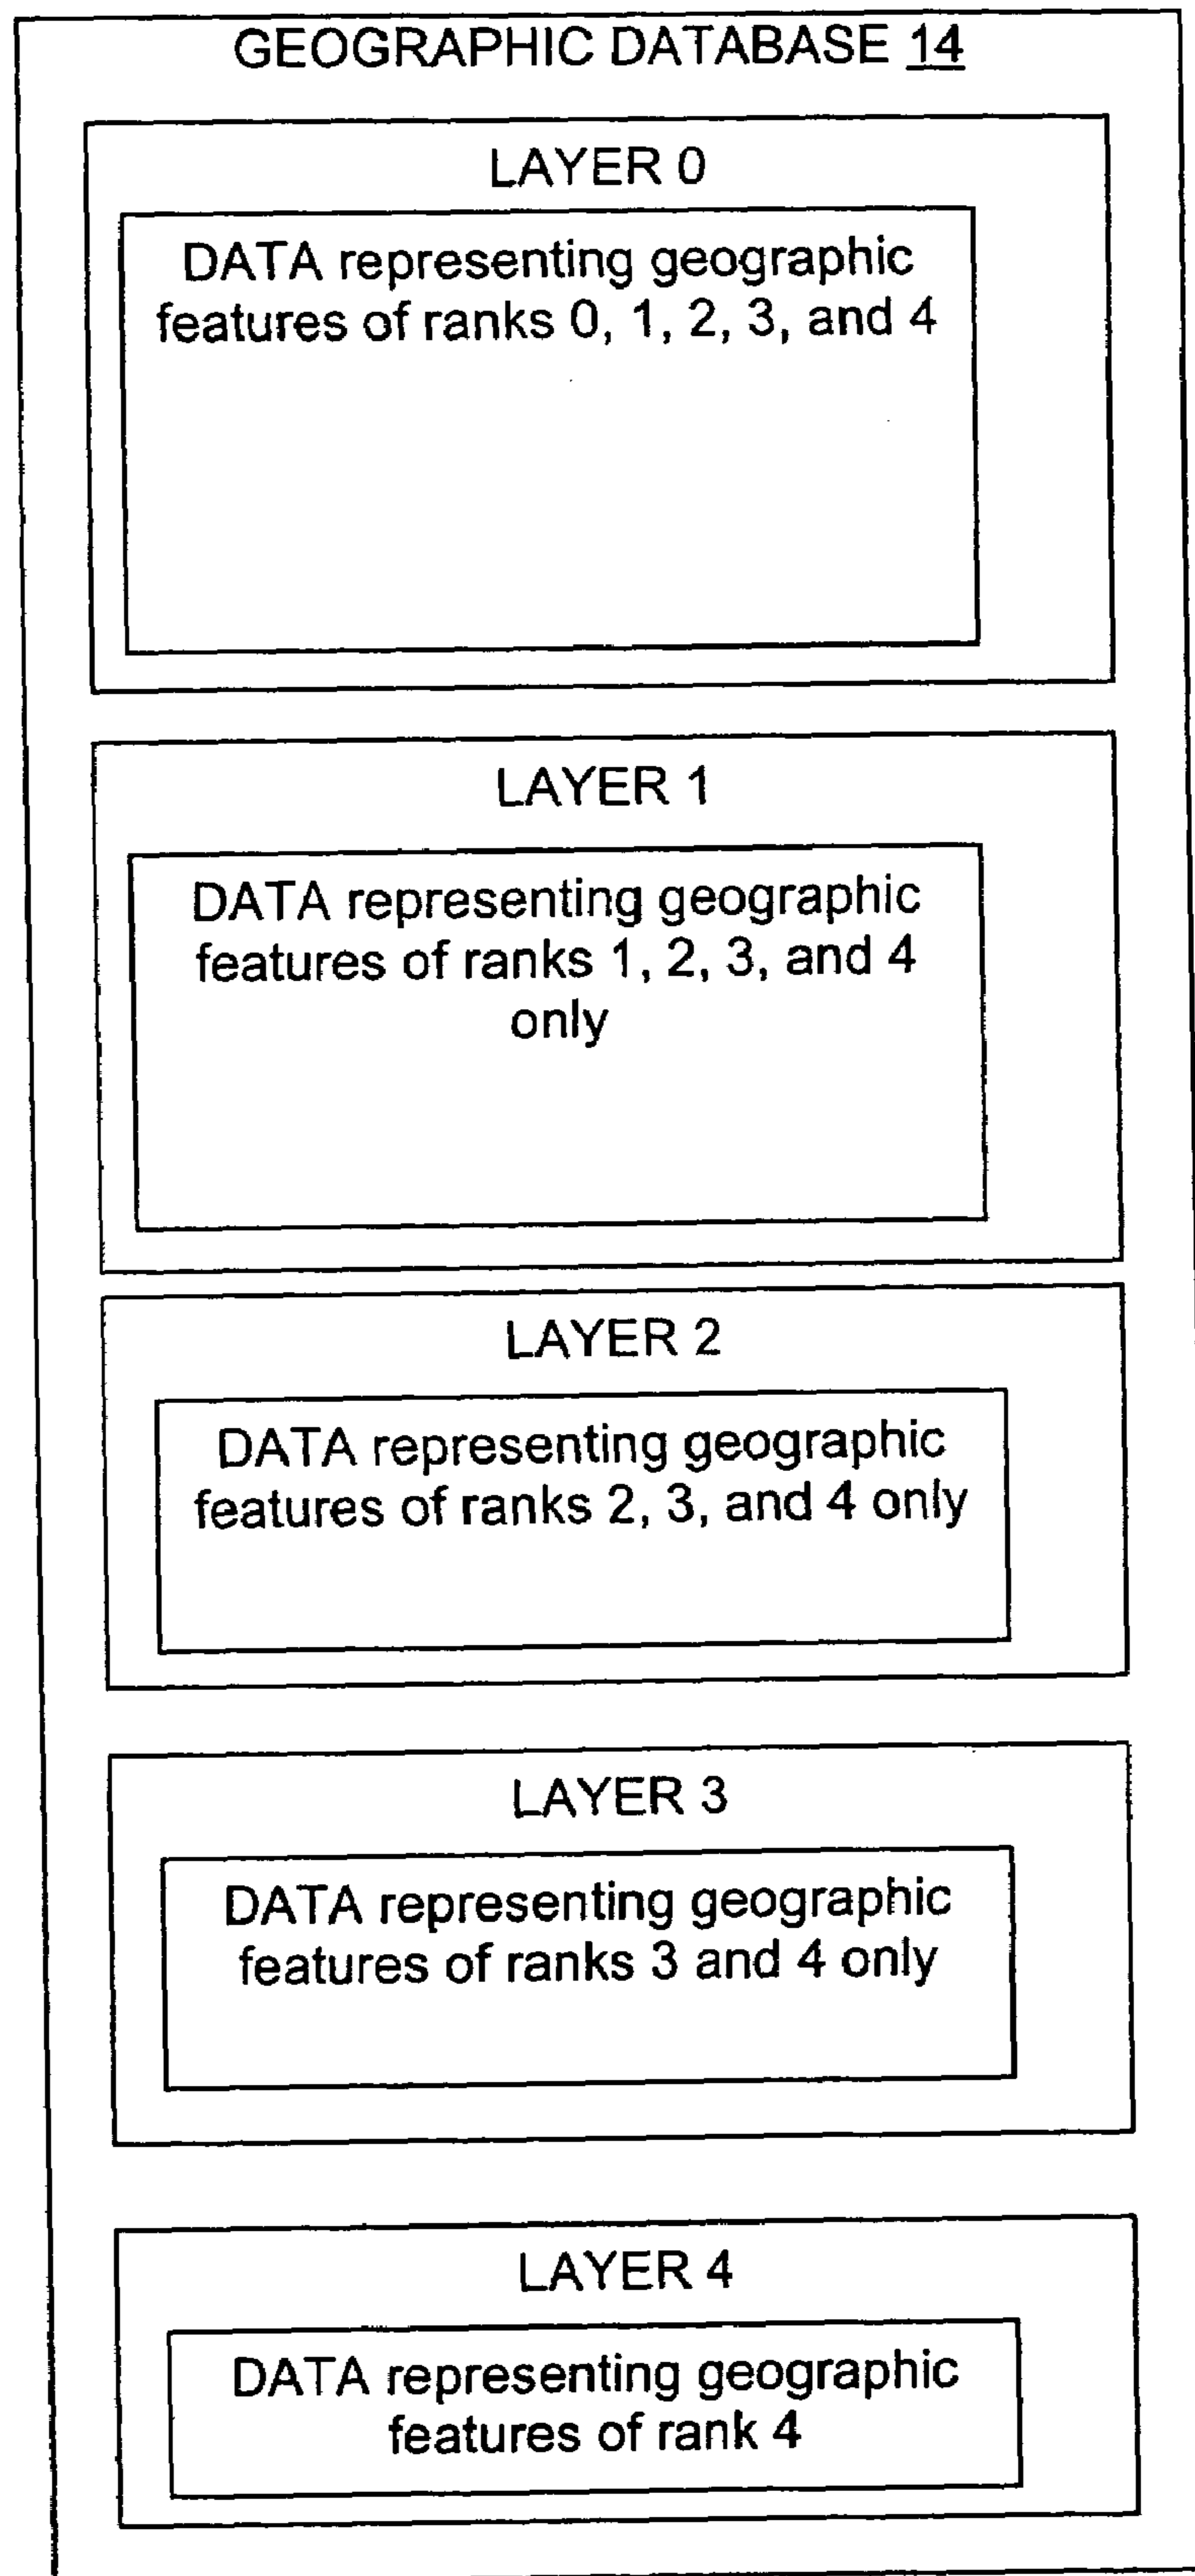 GEOGRAPHIC DATABASE 14
LAYER 0
DATA representing geographic
features of ranks 0, 1, 2, 3, and 4
LAYER 1
DATA representing geographic
features of ranks 1, 2, 3, and 4
only
LAYER 2
DATA representing geographic
features of ranks 2, 3, and 4 only
LAYER 3
DATA representing geographic
features of ranks 3 and 4 only
LAYER 4
DATA representing geographic
features of rank 4